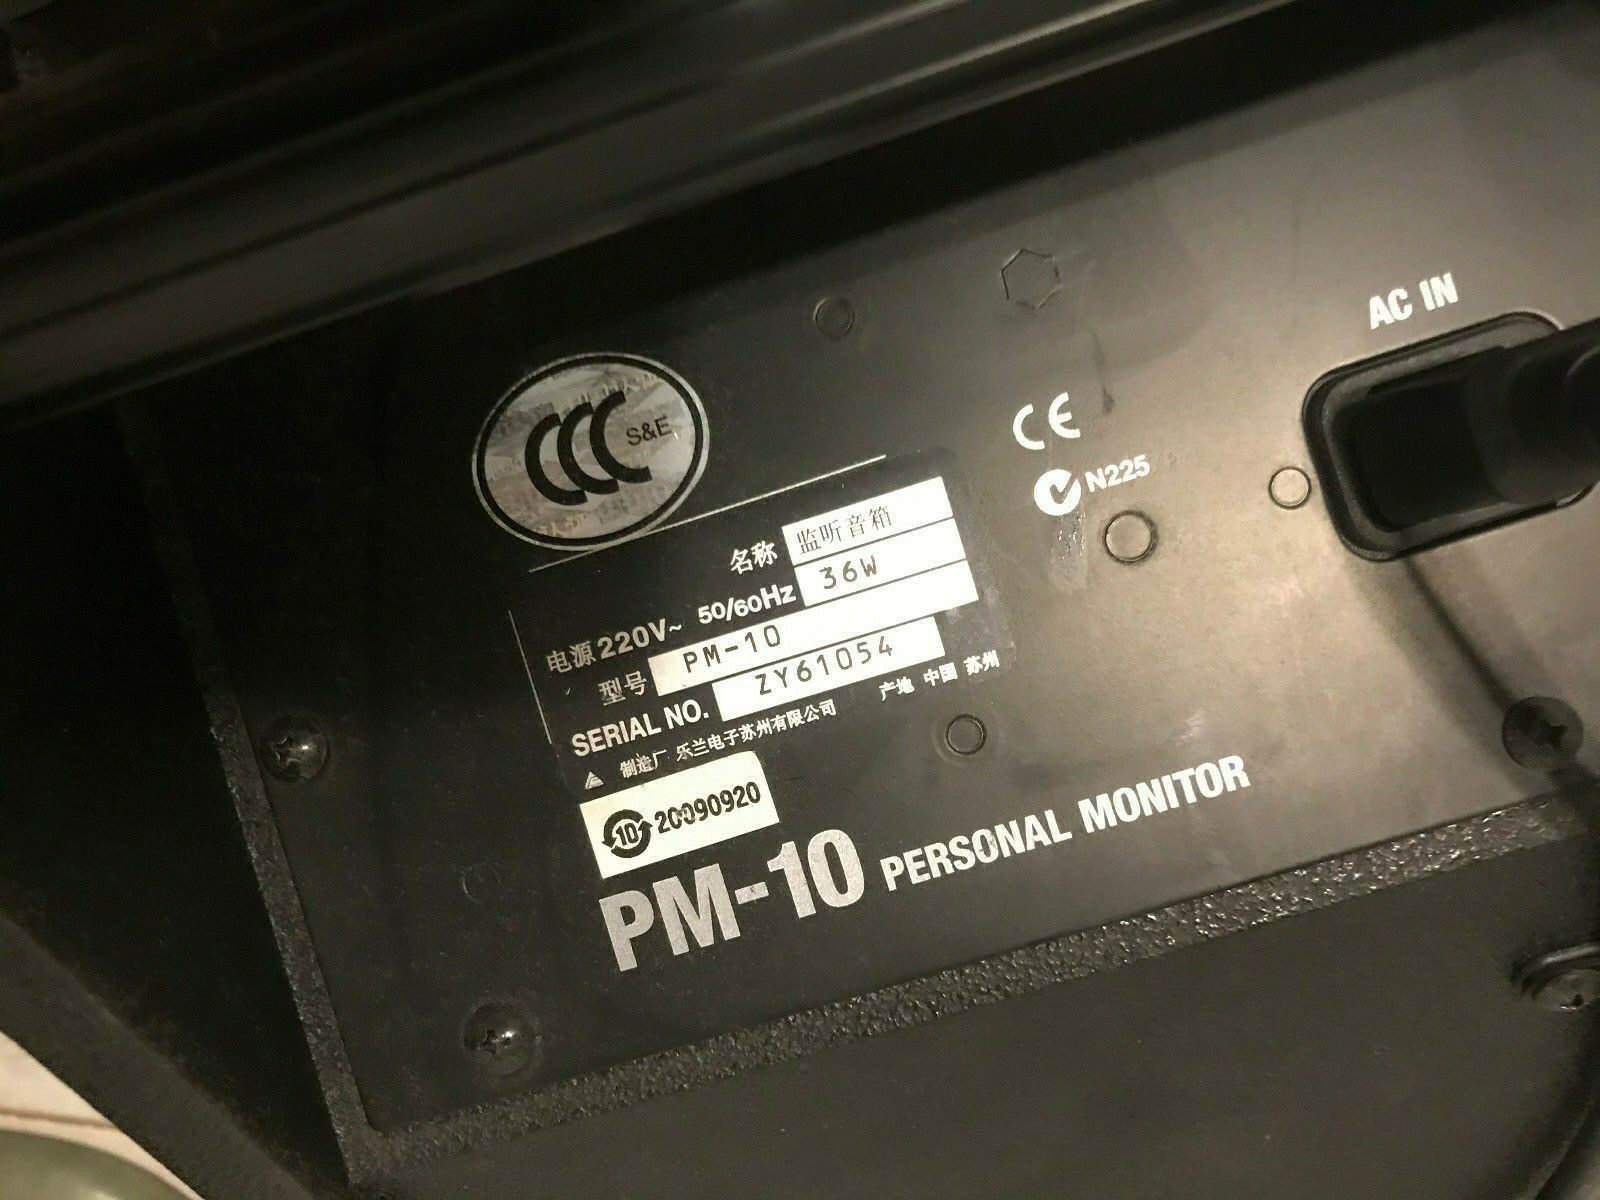 AC IN
CCC S&E
CE
N225
名称 监听音箱
电源 220V~ 50/60Hz 36W
型号 PM-10
SERIAL NO. ZY61054
制造厂 乐兰电子苏州有限公司 产地 中国 苏州
10 20090920
PM-10 PERSONAL MONITOR